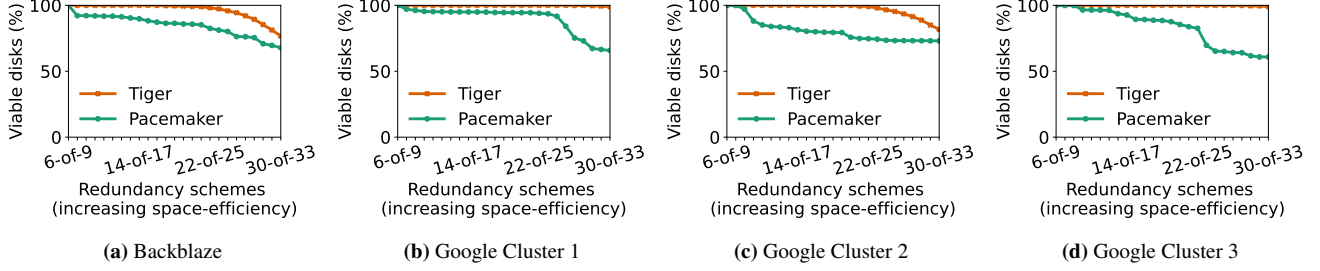 Viable disks (%)
100
50
0
Tiger
Pacemaker
6-of-9
14-of-17
22-of-25
30-of-33
Redundancy schemes
(increasing space-efficiency)
(a) Backblaze
Viable disks (%)
100
50
0
Tiger
Pacemaker
6-of-9
14-of-17
22-of-25
30-of-33
Redundancy schemes
(increasing space-efficiency)
(b) Google Cluster 1
Viable disks (%)
100
50
0
Tiger
Pacemaker
6-of-9
14-of-17
22-of-25
30-of-33
Redundancy schemes
(increasing space-efficiency)
(c) Google Cluster 2
Viable disks (%)
100
50
0
Tiger
Pacemaker
6-of-9
14-of-17
22-of-25
30-of-33
Redundancy schemes
(increasing space-efficiency)
(d) Google Cluster 3